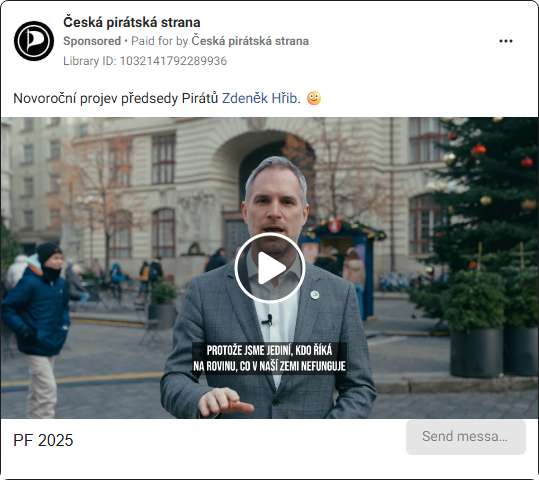 Česká pirátská strana
Sponsored • Paid for by Česká pirátská strana
Library ID: 1032141792289936
Novoroční projev předsedy Pirátů Zdeněk Hřib. 🥳
PROTOŽE JSME JEDINÍ, KDO ŘÍKÁ
NA ROVINU, CO V NAŠÍ ZEMI NEFUNGUJE
PF 2025
Send messa...